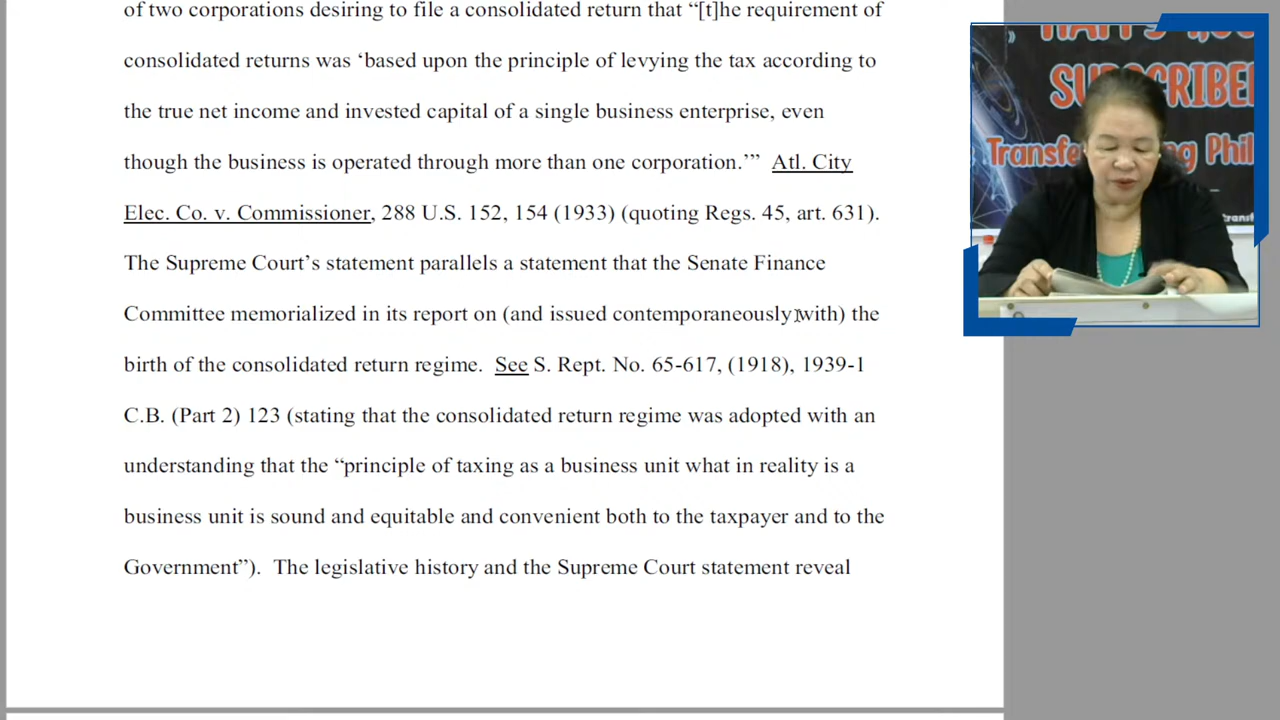 of two corporations desiring to file a consolidated return that “[t]he requirement of
consolidated returns was ‘based upon the principle of levying the tax according to
the true net income and invested capital of a single business enterprise, even
though the business is operated through more than one corporation.’” Atl. City
Elec. Co. v. Commissioner, 288 U.S. 152, 154 (1933) (quoting Regs. 45, art. 631).
The Supreme Court’s statement parallels a statement that the Senate Finance
Committee memorialized in its report on (and issued contemporaneously with) the
birth of the consolidated return regime. See S. Rept. No. 65-617, (1918), 1939-1
C.B. (Part 2) 123 (stating that the consolidated return regime was adopted with an
understanding that the “principle of taxing as a business unit what in reality is a
business unit is sound and equitable and convenient both to the taxpayer and to the
Government”). The legislative history and the Supreme Court statement reveal